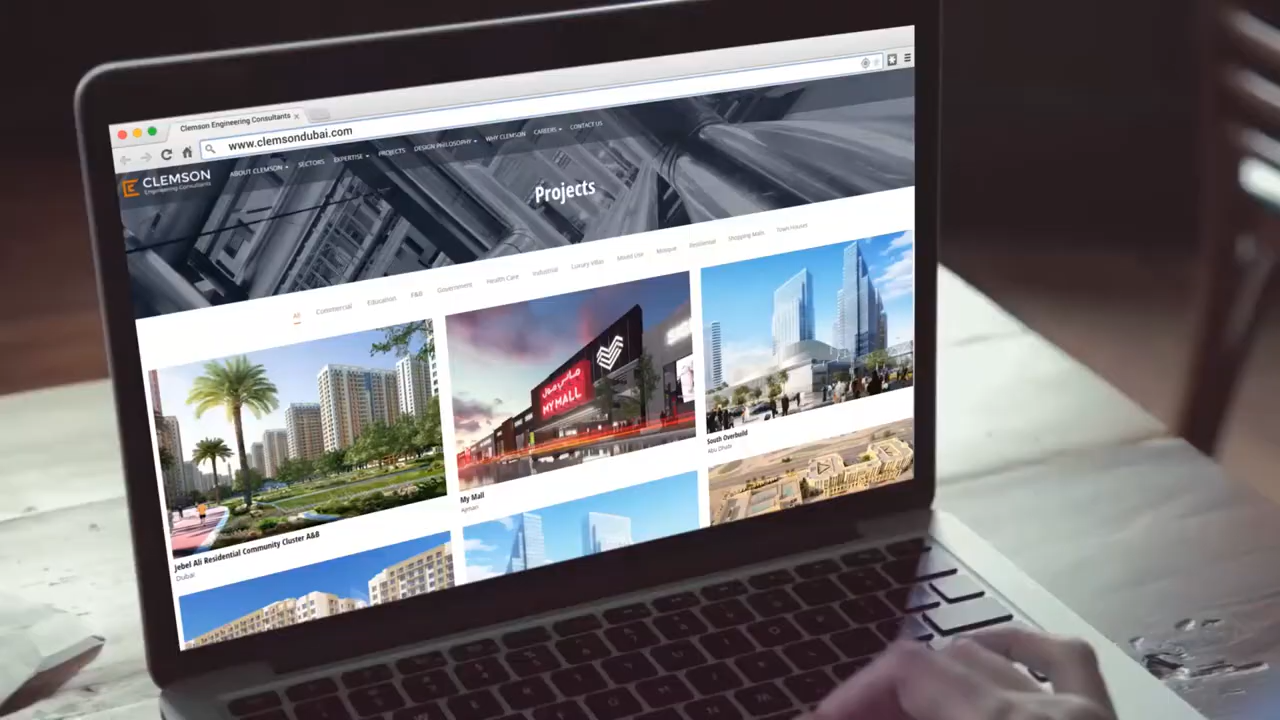 Clemson Engineering Consultants
www.clemsondubai.com
CLEMSON
Engineering Consultants
ABOUT CLEMSON
SECTORS
EXPERTISE
PROJECTS
DESIGN PHILOSOPHY
WHY CLEMSON
CAREERS
CONTACT US
Projects
All
Commercial
Education
F&B
Government
Health Care
Industrial
Luxury Villas
Mixed Use
Mosque
Residential
Shopping Malls
Town Houses
ماي مول
MY MALL
Jebel Ali Residential Community Cluster A&B
Dubai
My Mall
Ajman
South Overbuild
Abu Dhabi